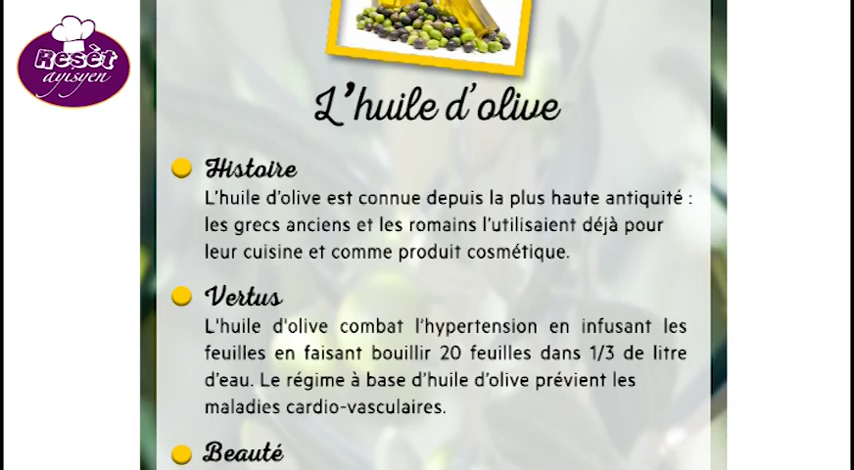 Resèt
ayisyen
L'huile d'olive
Histoire
L'huile d'olive est connue depuis la plus haute antiquité :
les grecs anciens et les romains l'utilisaient déjà pour
leur cuisine et comme produit cosmétique.
Vertus
L'huile d'olive combat l'hypertension en infusant les
feuilles en faisant bouillir 20 feuilles dans 1/3 de litre
d'eau. Le régime à base d'huile d'olive prévient les
maladies cardio-vasculaires.
Beauté